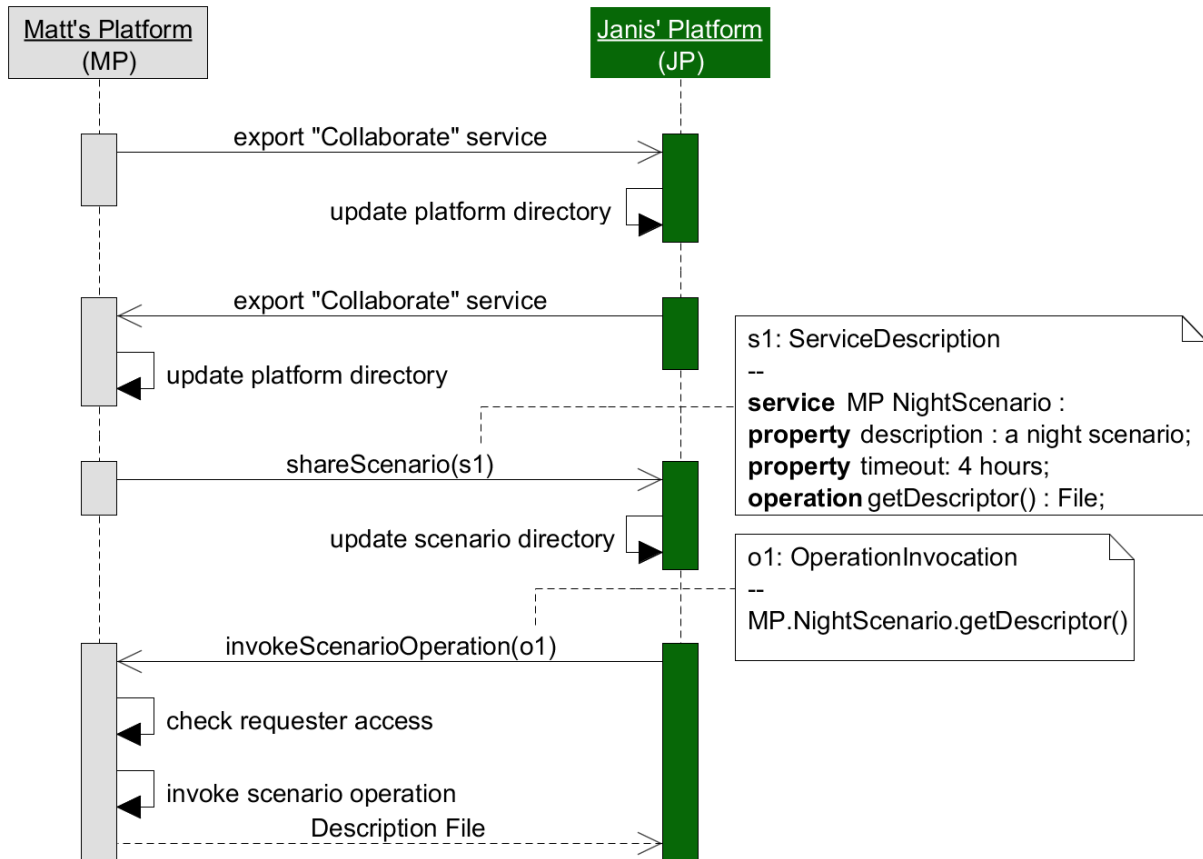 Matt's Platform
(MP)
Janis' Platform
(JP)
export "Collaborate" service
update platform directory
export "Collaborate" service
update platform directory
s1: ServiceDescription
--
service MP NightScenario :
property description : a night scenario;
property timeout: 4 hours;
operation getDescriptor() : File;
shareScenario(s1)
update scenario directory
o1: OperationInvocation
--
MP.NightScenario.getDescriptor()
invokeScenarioOperation(o1)
check requester access
invoke scenario operation
Description File